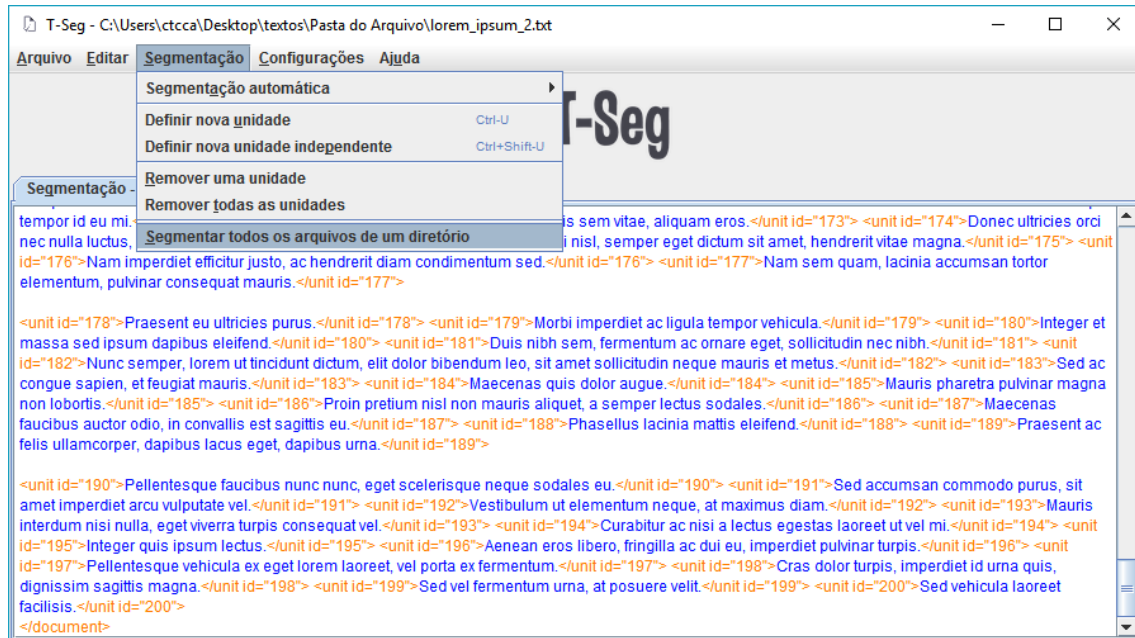 T-Seg - C:\Users\ctcca\Desktop\textos\Pasta do Arquivo\lorem_ipsum_2.txt
Arquivo Editar Segmentação Configurações Ajuda
Segmentação automática
Definir nova unidade Ctrl-U
Definir nova unidade independente Ctrl+Shift-U
Remover uma unidade
Remover todas as unidades
Segmentar todos os arquivos de um diretório
T-Seg
Segmentação -
tempor id eu mi. is sem vitae, aliquam eros.</unit id="173"> <unit id="174">Donec ultricies orci
nec nulla luctus, i nisl, semper eget dictum sit amet, hendrerit vitae magna.</unit id="175"> <unit
id="176">Nam imperdiet efficitur justo, ac hendrerit diam condimentum sed.</unit id="176"> <unit id="177">Nam sem quam, lacinia accumsan tortor
elementum, pulvinar consequat mauris.</unit id="177">
<unit id="178">Praesent eu ultricies purus.</unit id="178"> <unit id="179">Morbi imperdiet ac ligula tempor vehicula.</unit id="179"> <unit id="180">Integer et
massa sed ipsum dapibus eleifend.</unit id="180"> <unit id="181">Duis nibh sem, fermentum ac ornare eget, sollicitudin nec nibh.</unit id="181"> <unit
id="182">Nunc semper, lorem ut tincidunt dictum, elit dolor bibendum leo, sit amet sollicitudin neque mauris et metus.</unit id="182"> <unit id="183">Sed ac
congue sapien, et feugiat mauris.</unit id="183"> <unit id="184">Maecenas quis dolor augue.</unit id="184"> <unit id="185">Mauris pharetra pulvinar magna
non lobortis.</unit id="185"> <unit id="186">Proin pretium nisl non mauris aliquet, a semper lectus sodales.</unit id="186"> <unit id="187">Maecenas
faucibus auctor odio, in convallis est sagittis eu.</unit id="187"> <unit id="188">Phasellus lacinia mattis eleifend.</unit id="188"> <unit id="189">Praesent ac
felis ullamcorper, dapibus lacus eget, dapibus urna.</unit id="189">
<unit id="190">Pellentesque faucibus nunc nunc, eget scelerisque neque sodales eu.</unit id="190"> <unit id="191">Sed accumsan commodo purus, sit
amet imperdiet arcu vulputate vel.</unit id="191"> <unit id="192">Vestibulum ut elementum neque, at maximus diam.</unit id="192"> <unit id="193">Mauris
interdum nisi nulla, eget viverra turpis consequat vel.</unit id="193"> <unit id="194">Curabitur ac nisi a lectus egestas laoreet ut vel mi.</unit id="194"> <unit
id="195">Integer quis ipsum lectus.</unit id="195"> <unit id="196">Aenean eros libero, fringilla ac dui eu, imperdiet pulvinar turpis.</unit id="196"> <unit
id="197">Pellentesque vehicula ex eget lorem laoreet, vel porta ex fermentum.</unit id="197"> <unit id="198">Cras dolor turpis, imperdiet id urna quis,
dignissim sagittis magna.</unit id="198"> <unit id="199">Sed vel fermentum urna, at posuere velit.</unit id="199"> <unit id="200">Sed vehicula laoreet
facilisis.</unit id="200">
</document>